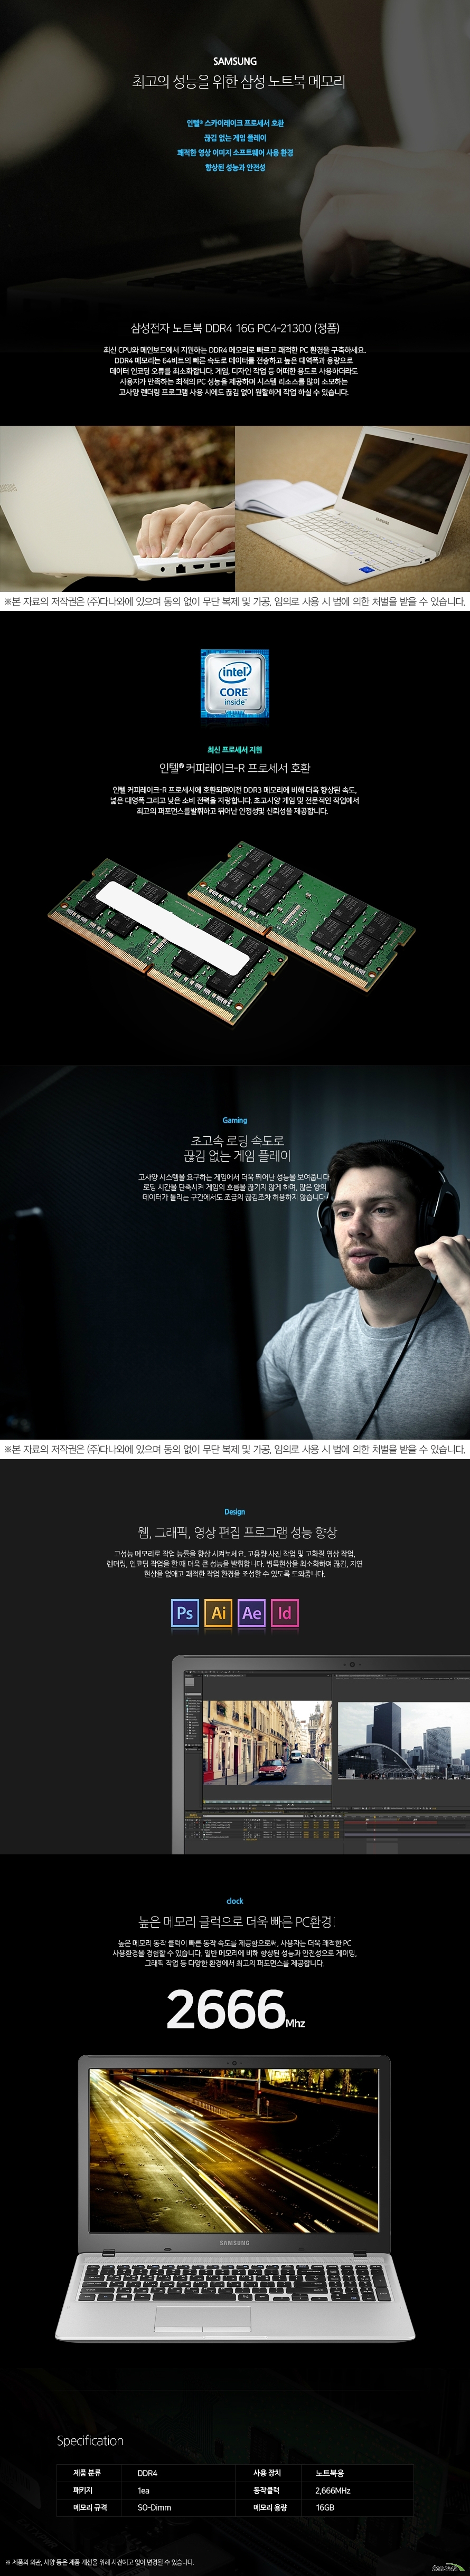 SAMSUNG
최고의 성능을 위한 삼성 노트북 메모리
인텔® 스카이레이크 프로세서 호환
끊김 없는 게임 플레이
쾌적한 영상 이미지 소프트웨어 사용 환경
향상된 성능과 안전성
삼성전자 노트북 DDR4 16G PC4-21300 (정품)
최신 CPU와 메인보드에서 지원하는 DDR4 메모리로 빠르고 쾌적한 PC 환경을 구축하세요.
DDR4 메모리는 64비트의 빠른 속도로 데이터를 전송하고 높은 대역폭과 용량으로
데이터 인코딩 오류를 최소화합니다. 게임, 디자인 작업 등 어떠한 용도로 사용하더라도
사용자가 만족하는 최적의 PC 성능을 제공하며 시스템 리소스를 많이 소모하는
고사양 렌더링 프로그램 사용 시에도 끊김 없이 원활하게 작업 하실 수 있습니다.
SAMSUNG
※본 자료의 저작권은 (주)다나와에 있으며 동의 없이 무단 복제 및 가공, 임의로 사용 시 법에 의한 처벌을 받을 수 있습니다.
intel®
CORE™
inside™
최신 프로세서 지원
인텔® 커피레이크-R 프로세서 호환
인텔 커피레이크-R 프로세서에 호환되며이전 DDR3 메모리에 비해 더욱 향상된 속도,
넓은 대영폭 그리고 낮은 소비 전력을 자랑합니다. 초고사양 게임 및 전문적인 작업에서
최고의 퍼포먼스를발휘하고 뛰어난 안정성및 신뢰성을 제공합니다.
Gaming
초고속 로딩 속도로
끊김 없는 게임 플레이
고사양 시스템을 요구하는 게임에서 더욱 뛰어난 성능을 보여줍니다.
로딩 시간을 단축시켜 게임의 흐름을 끊기지 않게 하며, 많은 양의
데이터가 몰리는 구간에서도 조금의 끊김조차 허용하지 않습니다.
※본 자료의 저작권은 (주)다나와에 있으며 동의 없이 무단 복제 및 가공, 임의로 사용 시 법에 의한 처벌을 받을 수 있습니다.
Design
웹, 그래픽, 영상 편집 프로그램 성능 향상
고성능 메모리로 작업 능률을 향상 시켜보세요. 고용량 사진 작업 및 고화질 영상 작업,
렌더링, 인코딩 작업을 할 때 더욱 큰 성능을 발휘합니다. 병목현상을 최소화하여 끊김, 지연
현상을 없애고 쾌적한 작업 환경을 조성할 수 있도록 도와줍니다.
Ps Ai Ae Id
clock
높은 메모리 클럭으로 더욱 빠른 PC환경!
높은 메모리 동작 클럭이 빠른 동작 속도를 제공함으로써, 사용자는 더욱 쾌적한 PC
사용환경을 경험할 수 있습니다. 일반 메모리에 비해 향상된 성능과 안전성으로 게이밍,
그래픽 작업 등 다양한 환경에서 최고의 퍼포먼스를 제공합니다.
2666Mhz
SAMSUNG
Specification
제품 분류 DDR4 사용 장치 노트북용
패키지 1ea 동작클럭 2,666MHz
메모리 규격 SO-Dimm 메모리 용량 16GB
※ 제품의 외관, 사양 등은 제품 개선을 위해 사전예고 없이 변경될 수 있습니다.